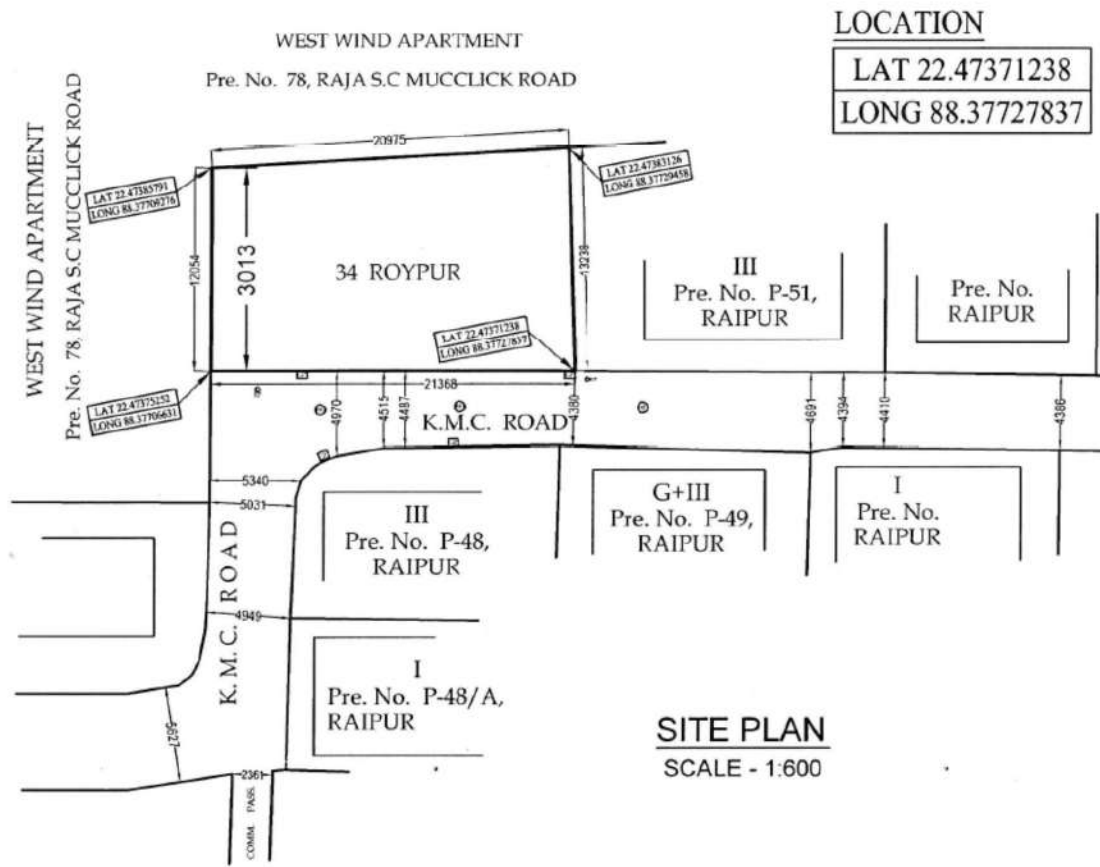 LOCATION
LAT 22.47371238
LONG 88.37727837
WEST WIND APARTMENT
Pre. No. 78, RAJA S.C MUCCLICK ROAD
WEST WIND APARTMENT
Pre. No. 78, RAJA S.C MUCCLICK ROAD
20975
LAT 22.47385791
LONG 88.37709276
LAT 22.47383126
LONG 88.37729458
12054
3013
34 ROYPUR
13238
III
Pre. No. P-51,
RAIPUR
Pre. No.
RAIPUR
LAT 22.47371238
LONG 88.37727837
LAT 22.47375252
LONG 88.37706631
21368
4970
4515
4487
K.M.C. ROAD
4380
4691
4394
4410
4386
5340
5031
III
Pre. No. P-48,
RAIPUR
G+III
Pre. No. P-49,
RAIPUR
I
Pre. No.
RAIPUR
K.M.C. ROAD
4949
I
Pre. No. P-48/A,
RAIPUR
5627
2361
COMM. PASS.
SITE PLAN
SCALE - 1:600